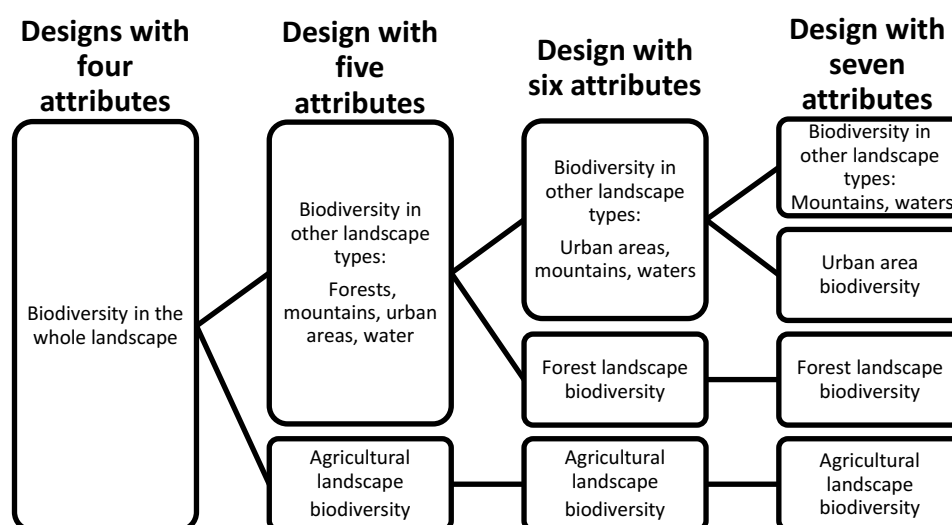 Designs with
four
attributes
Biodiversity in the
whole landscape
Design with
five
attributes
Biodiversity in
other landscape
types:
Forests,
mountains, urban
areas, water
Agricultural
landscape
biodiversity
Design with
six attributes
Biodiversity in
other landscape
types:
Urban areas,
mountains, waters
Forest landscape
biodiversity
Agricultural
landscape
biodiversity
Design with
seven
attributes
Biodiversity in
other landscape
types:
Mountains, waters
Urban area
biodiversity
Forest landscape
biodiversity
Agricultural
landscape
biodiversity